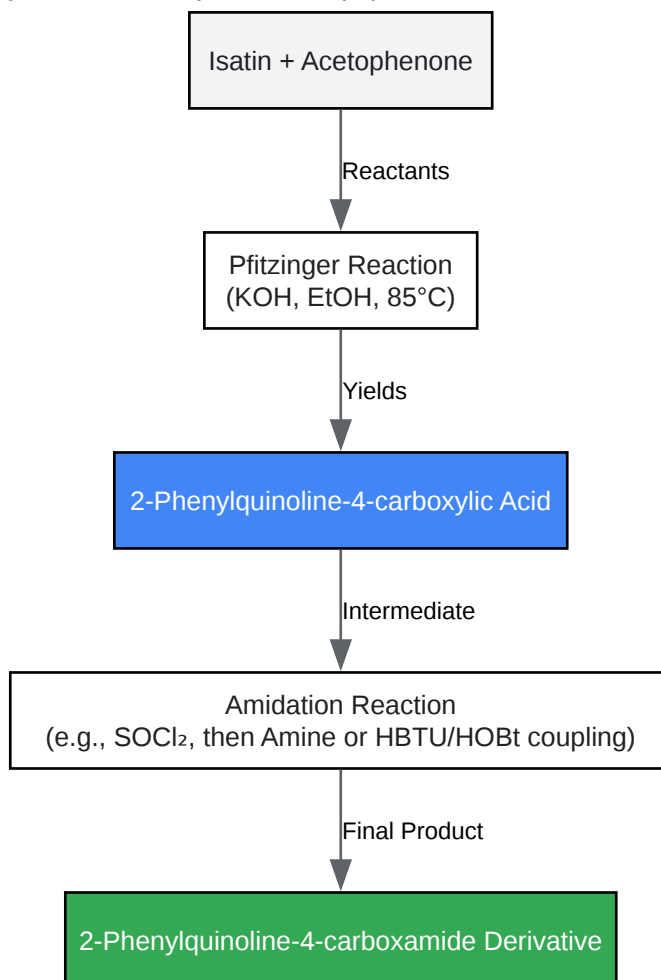 Isatin + Acetophenone
Reactants
Pfitzinger Reaction
(KOH, EtOH, 85°C)
Yields
2-Phenylquinoline-4-carboxylic Acid
Intermediate
Amidation Reaction
(e.g., SOCl₂, then Amine or HBTU/HOBt coupling)
Final Product
2-Phenylquinoline-4-carboxamide Derivative